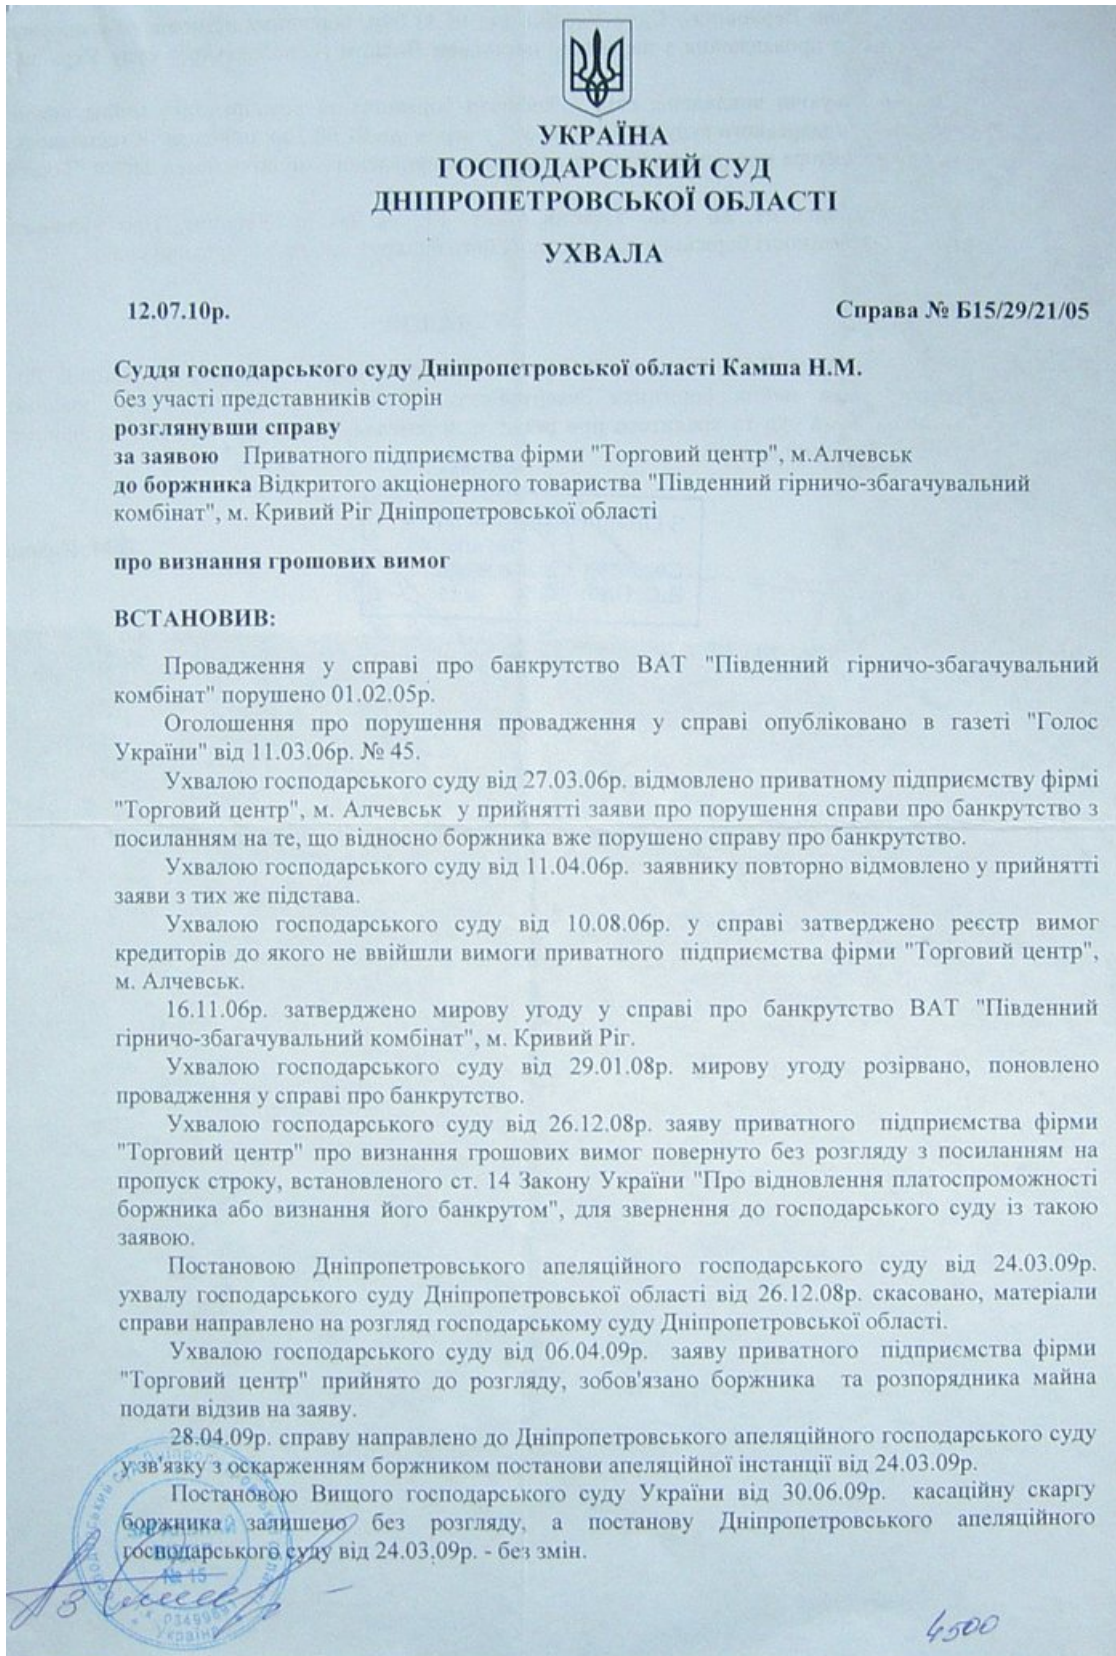 УКРАЇНА
ГОСПОДАРСЬКИЙ СУД
ДНІПРОПЕТРОВСЬКОЇ ОБЛАСТІ
УХВАЛА
12.07.10р. Справа № Б15/29/21/05
Суддя господарського суду Дніпропетровської області Камша Н.М.
без участі представників сторін
розглянувши справу
за заявою Приватного підприємства фірми "Торговий центр", м.Алчевськ
до боржника Відкритого акціонерного товариства "Південний гірничо-збагачувальний
комбінат", м. Кривий Ріг Дніпропетровської області
про визнання грошових вимог
ВСТАНОВИВ:
Провадження у справі про банкрутство ВАТ "Південний гірничо-збагачувальний
комбінат" порушено 01.02.05р.
Оголошення про порушення провадження у справі опубліковано в газеті "Голос
України" від 11.03.06р. № 45.
Ухвалою господарського суду від 27.03.06р. відмовлено приватному підприємству фірмі
"Торговий центр", м. Алчевськ у прийнятті заяви про порушення справи про банкрутство з
посиланням на те, що відносно боржника вже порушено справу про банкрутство.
Ухвалою господарського суду від 11.04.06р. заявнику повторно відмовлено у прийнятті
заяви з тих же підстава.
Ухвалою господарського суду від 10.08.06р. у справі затверджено реєстр вимог
кредиторів до якого не ввійшли вимоги приватного підприємства фірми "Торговий центр",
м. Алчевськ.
16.11.06р. затверджено мирову угоду у справі про банкрутство ВАТ "Південний
гірничо-збагачувальний комбінат", м. Кривий Ріг.
Ухвалою господарського суду від 29.01.08р. мирову угоду розірвано, поновлено
провадження у справі про банкрутство.
Ухвалою господарського суду від 26.12.08р. заяву приватного підприємства фірми
"Торговий центр" про визнання грошових вимог повернуто без розгляду з посиланням на
пропуск строку, встановленого ст. 14 Закону України "Про відновлення платоспроможності
боржника або визнання його банкрутом", для звернення до господарського суду із такою
заявою.
Постановою Дніпропетровського апеляційного господарського суду від 24.03.09р.
ухвалу господарського суду Дніпропетровської області від 26.12.08р. скасовано, матеріали
справи направлено на розгляд господарському суду Дніпропетровської області.
Ухвалою господарського суду від 06.04.09р. заяву приватного підприємства фірми
"Торговий центр" прийнято до розгляду, зобов'язано боржника та розпорядника майна
подати відзив на заяву.
28.04.09р. справу направлено до Дніпропетровського апеляційного господарського суду
у зв'язку з оскарженням боржником постанови апеляційної інстанції від 24.03.09р.
Постановою Вищого господарського суду України від 30.06.09р. касаційну скаргу
боржника залишено без розгляду, а постанову Дніпропетровського апеляційного
господарського суду від 24.03.09р. - без змін.
№ 15
Україна
4500